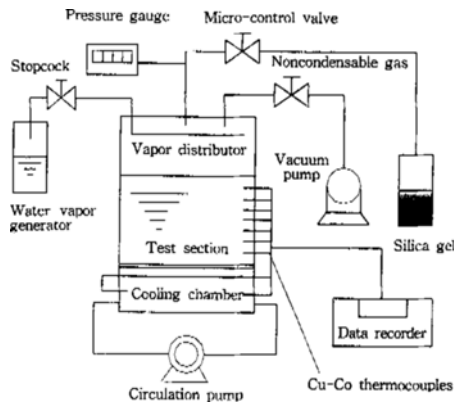 Pressure gauge
Micro-control valve
Stopcock
Noncondensable gas
Vapor distributor
Vacuum
pump
Water vapor
generator
Test section
Silica gel
Cooling chamber
Data recorder
Circulation pump
Cu-Co thermocouples